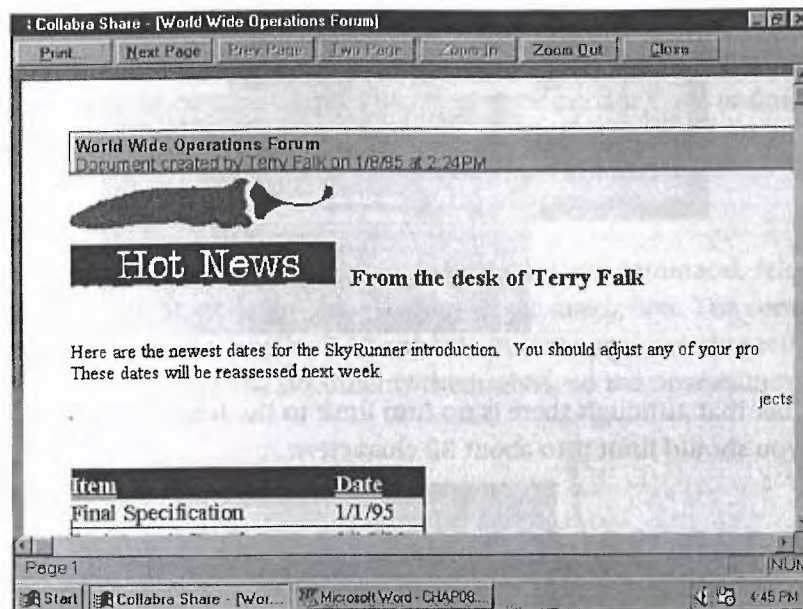 Collabra Share - [World Wide Operations Forum]
Print... Next Page Prev Page Two Page Zoom In Zoom Out Close
World Wide Operations Forum
Document created by Terry Falk on 1/8/95 at 2:24PM
Hot News From the desk of Terry Falk
Here are the newest dates for the SkyRunner introduction. You should adjust any of your pro
These dates will be reassessed next week.
jects
Item Date
Final Specification 1/1/95
Page 1 NUM
Start Collabra Share - [Wor... Microsoft Word - CHAP08... 4:45 PM